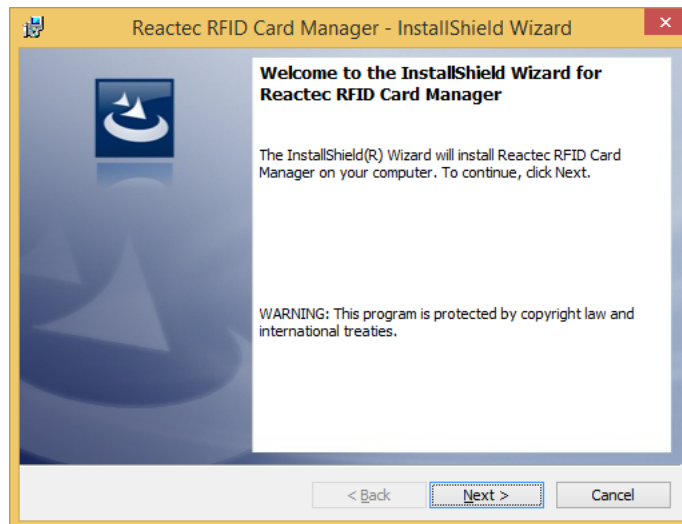 Reactec RFID Card Manager - InstallShield Wizard
Welcome to the InstallShield Wizard for
Reactec RFID Card Manager
The InstallShield(R) Wizard will install Reactec RFID Card
Manager on your computer. To continue, click Next.
WARNING: This program is protected by copyright law and
international treaties.
< Back
Next >
Cancel